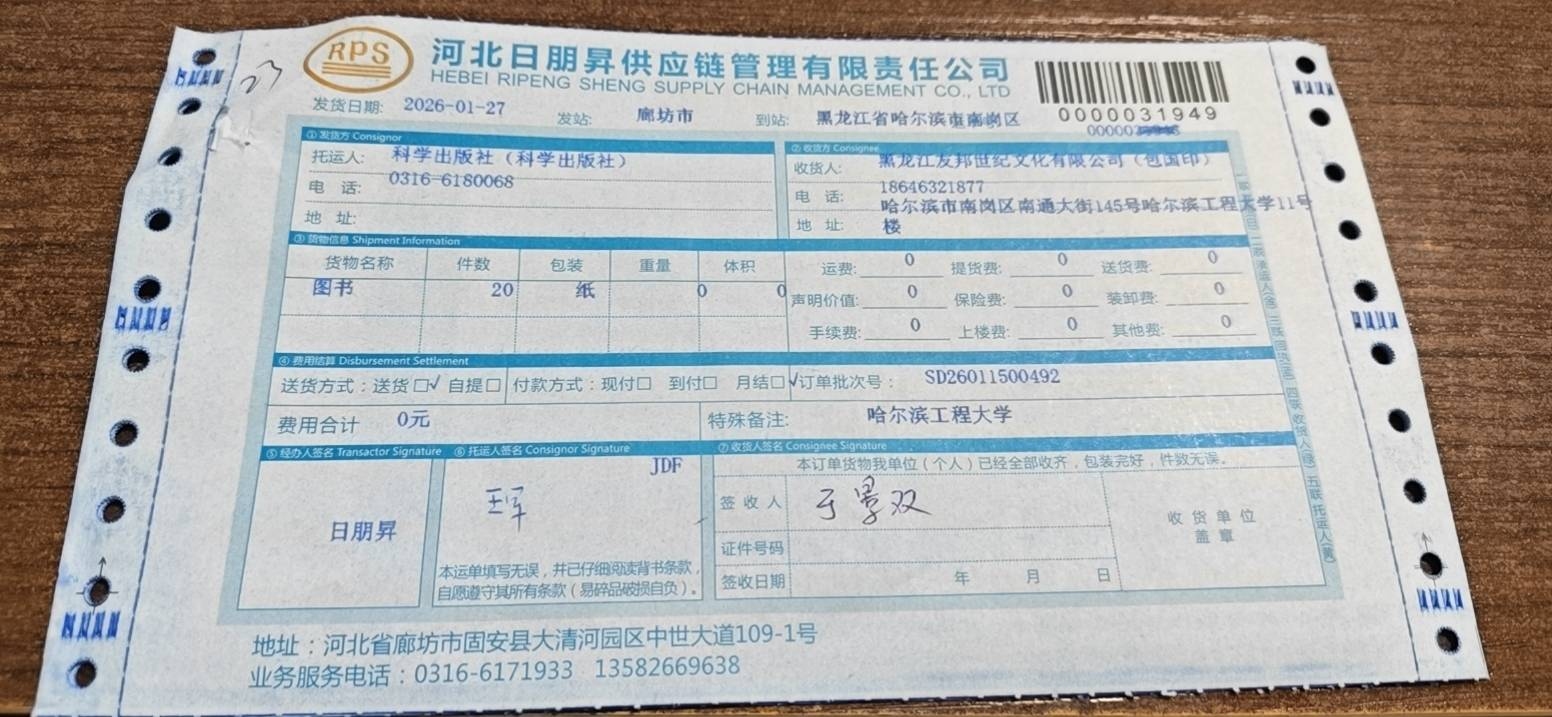 23
RPS
河北日朋昇供应链管理有限责任公司
HEBEI RIPENG SHENG SUPPLY CHAIN MANAGEMENT CO., LTD
0000031949
发货日期: 2026-01-27 发站: 廊坊市 到站: 黑龙江省哈尔滨市南岗区
① 发货方 Consignor
② 收货方 Consignee
托运人: 科学出版社（科学出版社）
收货人: 黑龙江友邦世纪文化有限公司（包国印）
电 话: 0316-6180068
电 话: 18646321877
地 址:
地 址: 哈尔滨市南岗区南通大街145号哈尔滨工程大学11号
楼
③ 货物信息 Shipment Information
货物名称 件数 包装 重量 体积
图书 20 纸 0 0
运费: 0 提货费: 0 送货费: 0
声明价值: 0 保险费: 0 装卸费: 0
手续费: 0 上楼费: 0 其他费: 0
④ 费用结算 Disbursement Settlement
送货方式：送货□√ 自提□ 付款方式：现付□ 到付□ 月结□√ 订单批次号： SD26011500492
费用合计 0元 特殊备注: 哈尔滨工程大学
⑤ 经办人签名 Transactor Signature
⑥ 托运人签名 Consignor Signature
⑦ 收货人签名 Consignee Signature
日朋昇
JDF
王军
本运单填写无误，并已仔细阅读背书条款，
自愿遵守其所有条款（易碎品破损自负）。
本订单货物我单位（个人）已经全部收齐，包装完好，件数无误。
签 收 人 于景双
证件号码
签收日期 年 月 日
收 货 单 位
盖 章
地址：河北省廊坊市固安县大清河园区中世大道109-1号
业务服务电话：0316-6171933 13582669638